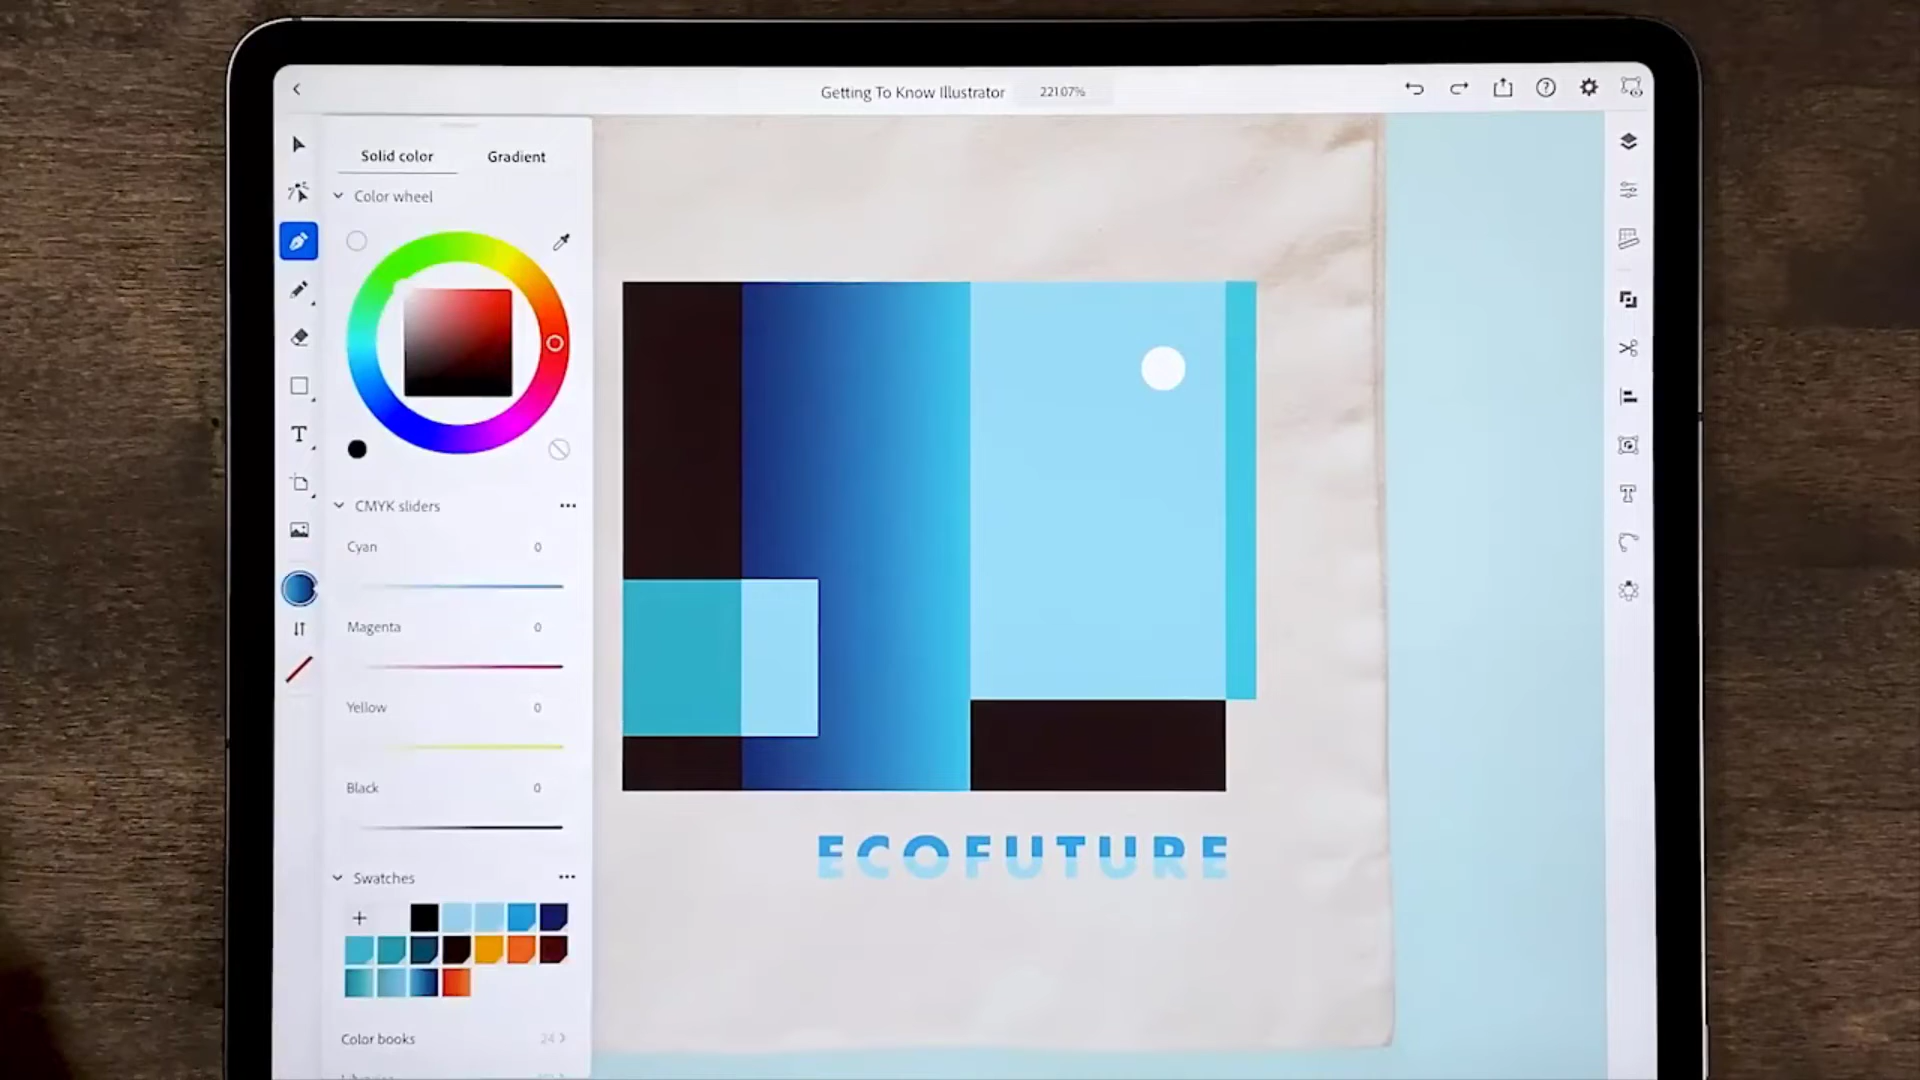 Getting To Know Illustrator 221.07%
Solid color Gradient
Color wheel
CMYK sliders
Cyan 0
Magenta 0
Yellow 0
Black 0
Swatches
Color books 24
ECOFUTURE